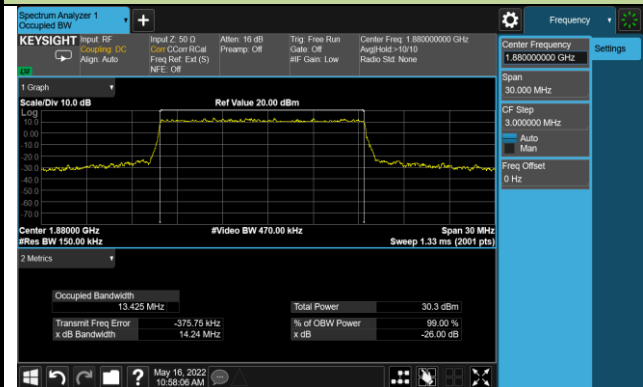 Spectrum Analyzer 1
Occupied BW
Frequency
KEYSIGHT
Input: RF
Coupling: DC
Align: Auto
Input Z: 50 Ω
Corr CCorr RCal
Freq Ref: Ext (S)
NFE: Off
Atten: 16 dB
Preamp: Off
Trig: Free Run
Gate: Off
#IF Gain: Low
Center Freq: 1.880000000 GHz
Avg|Hold:>10/10
Radio Std: None
Center Frequency
1.880000000 GHz
Settings
Span
30.000 MHz
CF Step
3.000000 MHz
Auto
Man
Freq Offset
0 Hz
1 Graph
Scale/Div 10.0 dB
Ref Value 20.00 dBm
Log
10.0
0.00
-10.0
-20.0
-30.0
-40.0
-50.0
-60.0
-70.0
Center 1.88000 GHz
#Video BW 470.00 kHz
Span 30 MHz
#Res BW 150.00 kHz
Sweep 1.33 ms (2001 pts)
2 Metrics
Occupied Bandwidth
13.425 MHz
Total Power 30.3 dBm
Transmit Freq Error -375.75 kHz
% of OBW Power 99.00 %
x dB Bandwidth 14.24 MHz
x dB -26.00 dB
May 16, 2022
10:58:06 AM